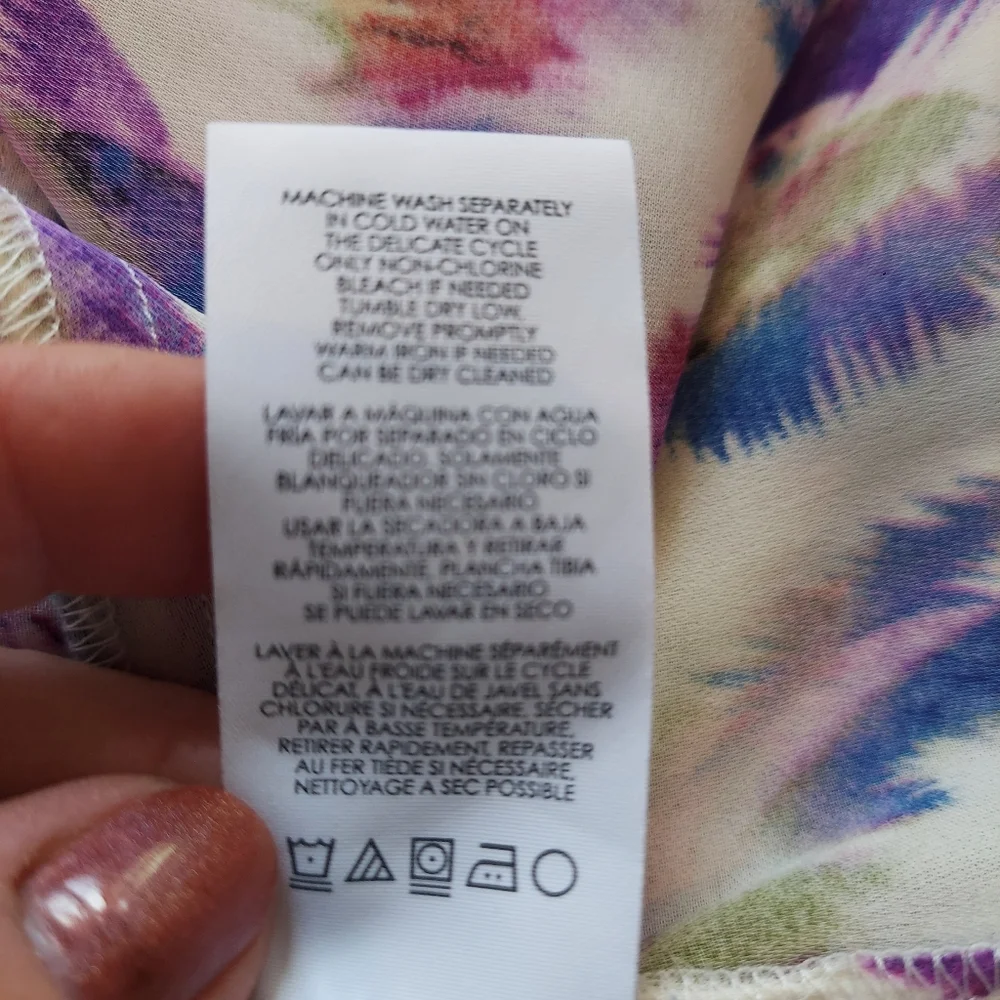 MACHINE WASH SEPARATELY
IN COLD WATER ON
THE DELICATE CYCLE
ONLY NON-CHLORINE
BLEACH IF NEEDED
TUMBLE DRY LOW,
REMOVE PROMPTLY
WARM IRON IF NEEDED
CAN BE DRY CLEANED
LAVAR A MÁQUINA CON AGUA
FRÍA POR SEPARADO EN CICLO
DELICADO, SOLAMENTE
BLANQUEADOR SIN CLORO SI
FUERA NECESARIO
USAR LA SECADORA A BAJA
TEMPERATURA Y RETIRAR
RÁPIDAMENTE, PLANCHA TIBIA
SI FUERA NECESARIO
SE PUEDE LAVAR EN SECO
LAVER À LA MACHINE SÉPARÉMENT
À L'EAU FROIDE SUR LE CYCLE
DÉLICAT, À L'EAU DE JAVEL SANS
CHLORURE SI NÉCESSAIRE, SÉCHER
PAR À BASSE TEMPÉRATURE,
RETIRER RAPIDEMENT, REPASSER
AU FER TIÈDE SI NÉCESSAIRE,
NETTOYAGE A SEC POSSIBLE